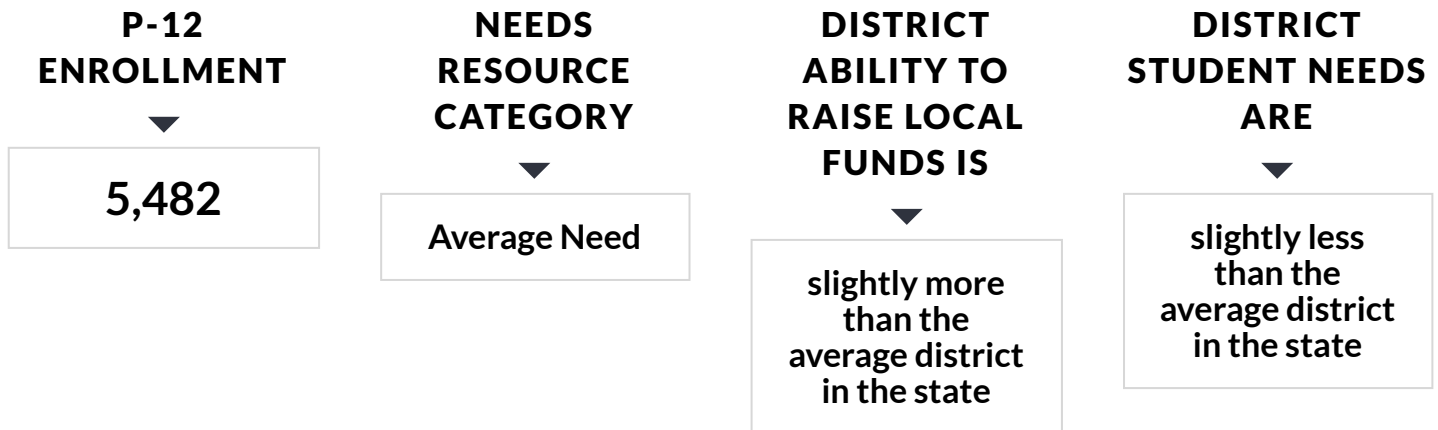 P-12
ENROLLMENT
5,482
NEEDS
RESOURCE
CATEGORY
Average Need
DISTRICT
ABILITY TO
RAISE LOCAL
FUNDS IS
slightly more
than the
average district
in the state
DISTRICT
STUDENT NEEDS
ARE
slightly less
than the
average district
in the state